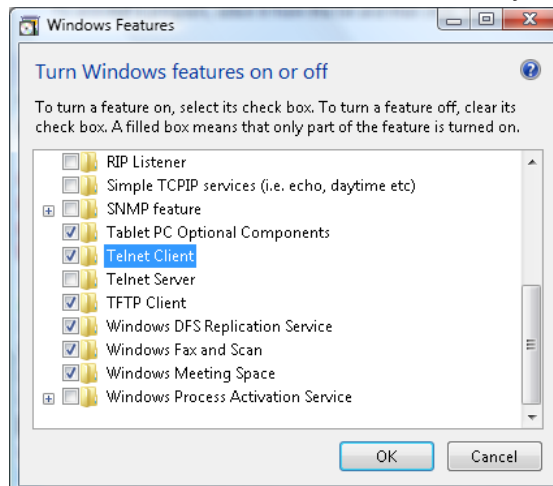 Windows Features
Turn Windows features on or off
To turn a feature on, select its check box. To turn a feature off, clear its
check box. A filled box means that only part of the feature is turned on.
RIP Listener
Simple TCPIP services (i.e. echo, daytime etc)
SNMP feature
Tablet PC Optional Components
Telnet Client
Telnet Server
TFTP Client
Windows DFS Replication Service
Windows Fax and Scan
Windows Meeting Space
Windows Process Activation Service
OK Cancel